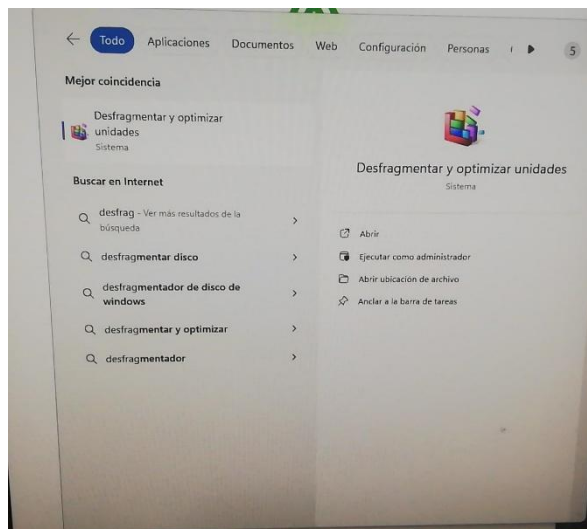 Todo Aplicaciones Documentos Web Configuración Personas 5
Mejor coincidencia
Desfragmentar y optimizar
unidades
Sistema
Buscar en Internet
desfrag - Ver más resultados de la
búsqueda
desfragmentar disco
desfragmentador de disco de
windows
desfragmentar y optimizar
desfragmentador
Desfragmentar y optimizar unidades
Sistema
Abrir
Ejecutar como administrador
Abrir ubicación de archivo
Anclar a la barra de tareas